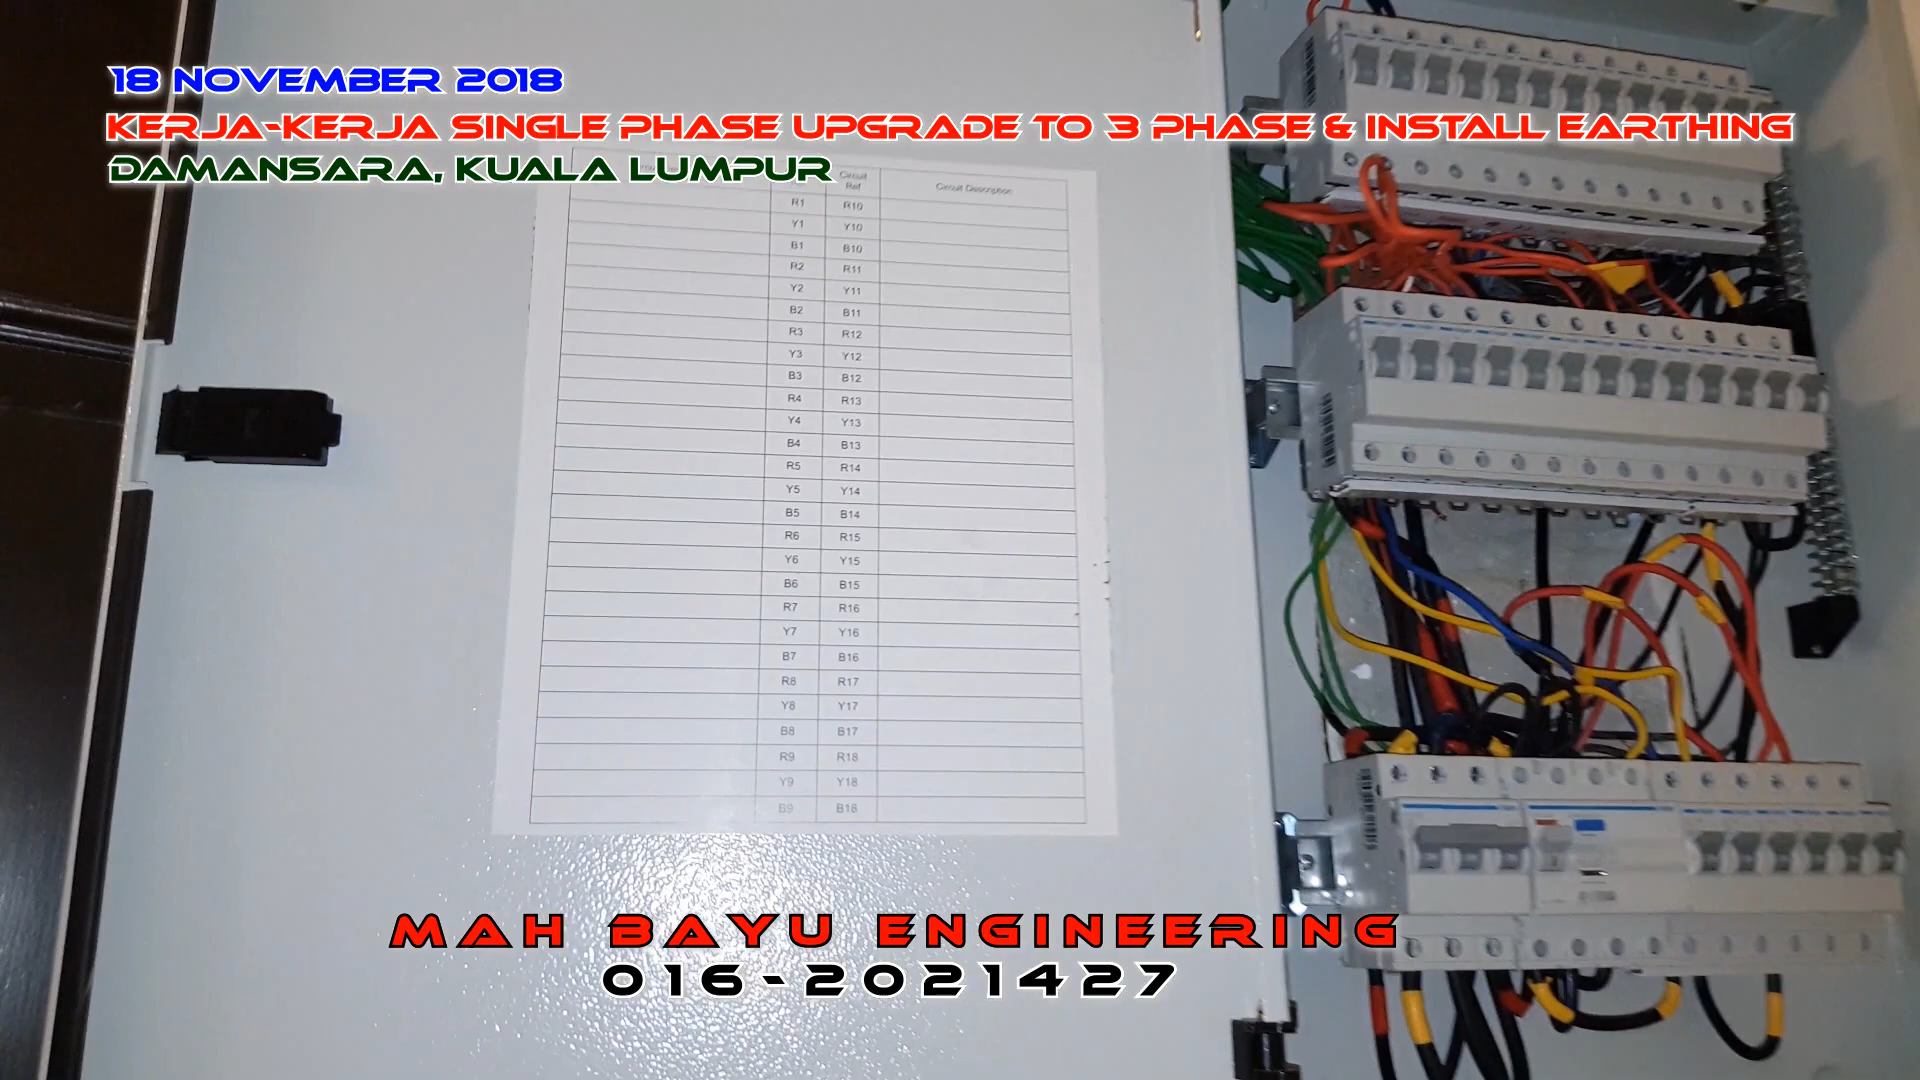 18 NOVEMBER 2018
KERJA-KERJA SINGLE PHASE UPGRADE TO 3 PHASE & INSTALL EARTHING
DAMANSARA, KUALA LUMPUR
Circuit Ref Circuit Description
R1 R10
Y1 Y10
B1 B10
R2 R11
Y2 Y11
B2 B11
R3 R12
Y3 Y12
B3 B12
R4 R13
Y4 Y13
B4 B13
R5 R14
Y5 Y14
B5 B14
R6 R15
Y6 Y15
B6 B15
R7 R16
Y7 Y16
B7 B16
R8 R17
Y8 Y17
B8 B17
R9 R18
Y9 Y18
B9 B18
MAH BAYU ENGINEERING
016-2021427